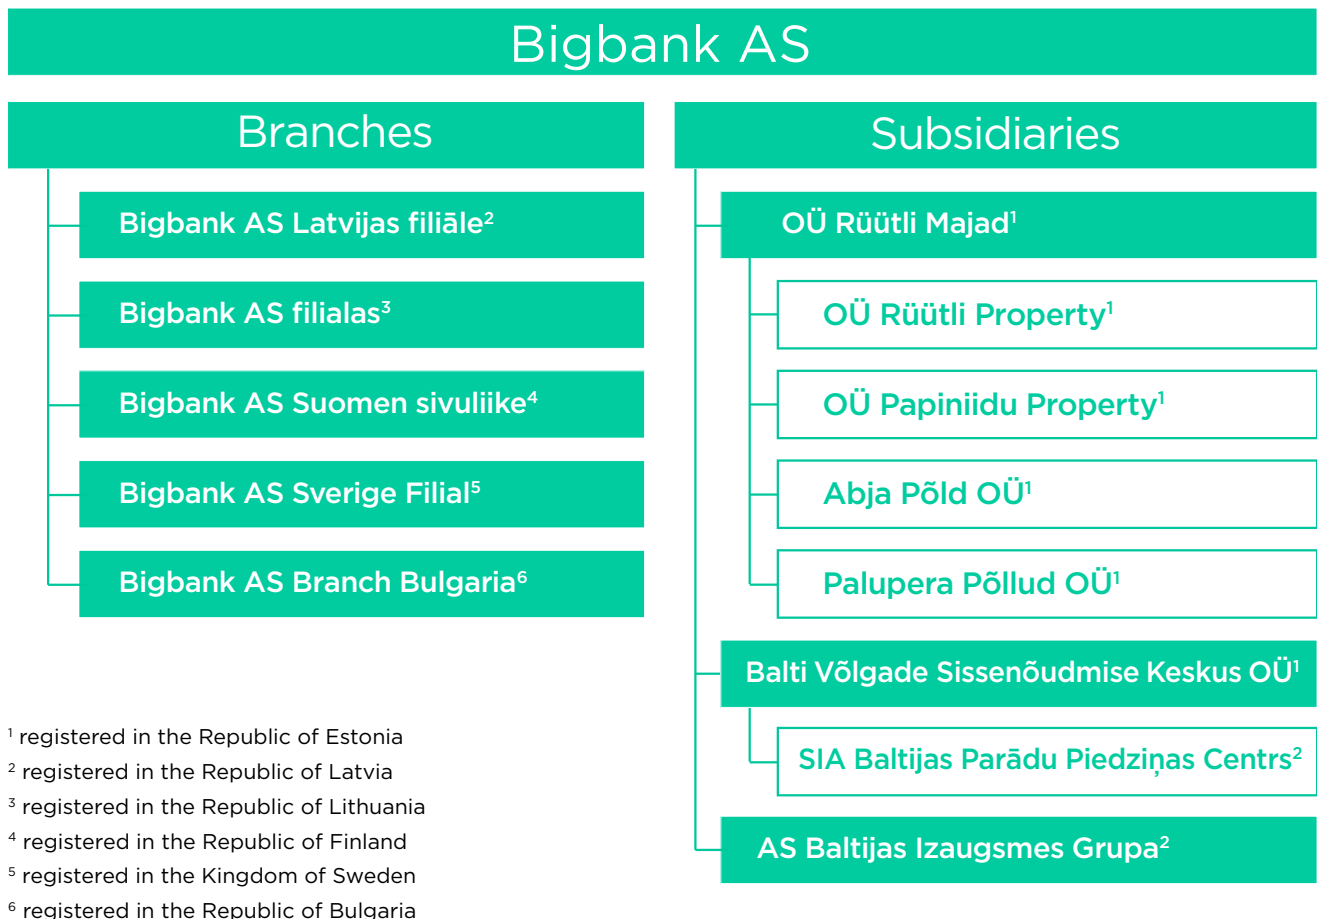 Bigbank AS
Branches
Bigbank AS Latvijas filiāle²
Bigbank AS filialas³
Bigbank AS Suomen sivuliike⁴
Bigbank AS Sverige Filial⁵
Bigbank AS Branch Bulgaria⁶
Subsidiaries
OÜ Rüütli Majad¹
OÜ Rüütli Property¹
OÜ Papiniidu Property¹
Abja Põld OÜ¹
Palupera Põllud OÜ¹
Balti Võlgade Sissenõudmise Keskus OÜ¹
SIA Baltijas Parādu Piedziņas Centrs²
AS Baltijas Izaugsmes Grupa²
¹ registered in the Republic of Estonia
² registered in the Republic of Latvia
³ registered in the Republic of Lithuania
⁴ registered in the Republic of Finland
⁵ registered in the Kingdom of Sweden
⁶ registered in the Republic of Bulgaria